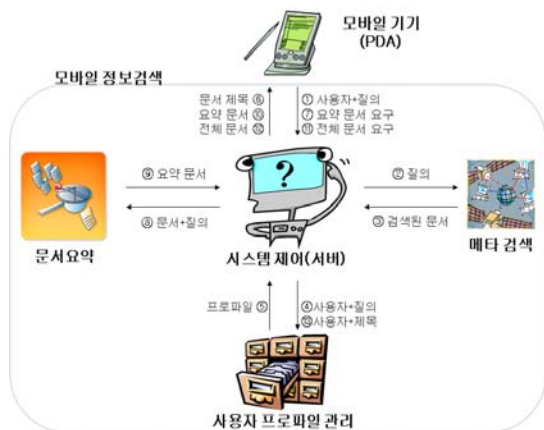 모바일 기기
(PDA)
모바일 정보검색
문서 제목 ⑥
요약 문서 ⑩
전체 문서 ⑫
① 사용자+질의
⑦ 요약 문서 요구
⑪ 전체 문서 요구
⑨ 요약 문서
⑧ 문서+질의
?
② 질의
③ 검색된 문서
문서요약
시스템 제어(서버)
메타 검색
프로파일 ⑤
④사용자+질의
⑬사용자+제목
사용자 프로파일 관리